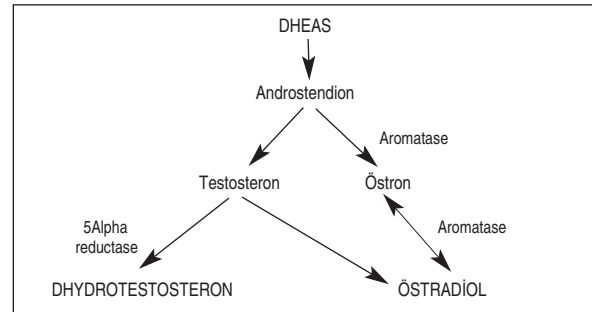 DHEAS
Androstendion
Aromatase
Testosteron
Östron
5Alpha
reductase
Aromatase
DHYDROTESTOSTERON
ÖSTRADİOL